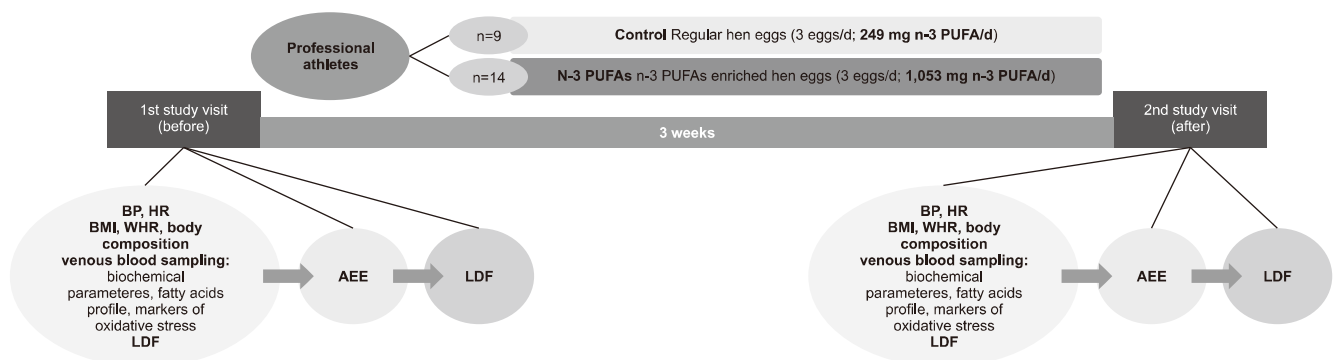 Professional
athletes
n=9
Control Regular hen eggs (3 eggs/d; 249 mg n-3 PUFA/d)
n=14
N-3 PUFAs n-3 PUFAs enriched hen eggs (3 eggs/d; 1,053 mg n-3 PUFA/d)
1st study visit
(before)
3 weeks
2nd study visit
(after)
BP, HR
BMI, WHR, body
composition
venous blood sampling:
biochemical
parameteres, fatty acids
profile, markers of
oxidative stress
LDF
AEE
LDF
BP, HR
BMI, WHR, body
composition
venous blood sampling:
biochemical
parameteres, fatty acids
profile, markers of
oxidative stress
LDF
AEE
LDF